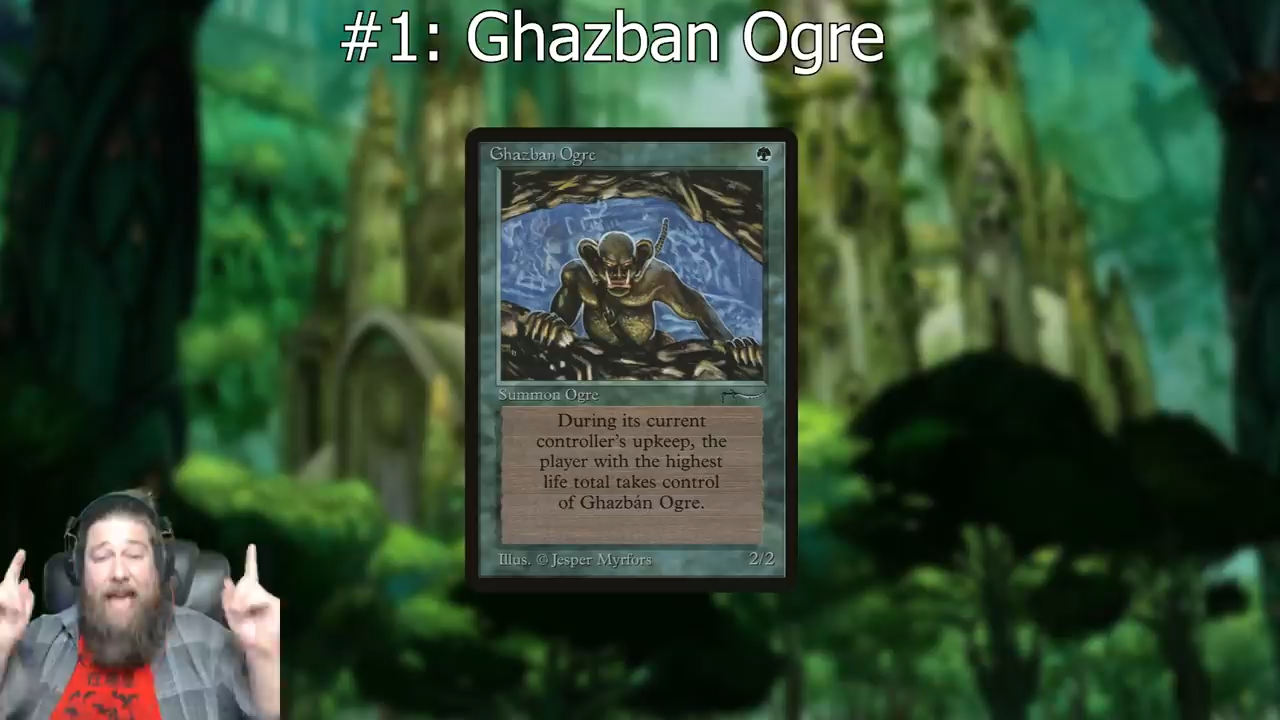 #1: Ghazban Ogre
Ghazban Ogre
Summon Ogre
During its current
controller's upkeep, the
player with the highest
life total takes control
of Ghazbán Ogre.
Illus. © Jesper Myrfors
2/2